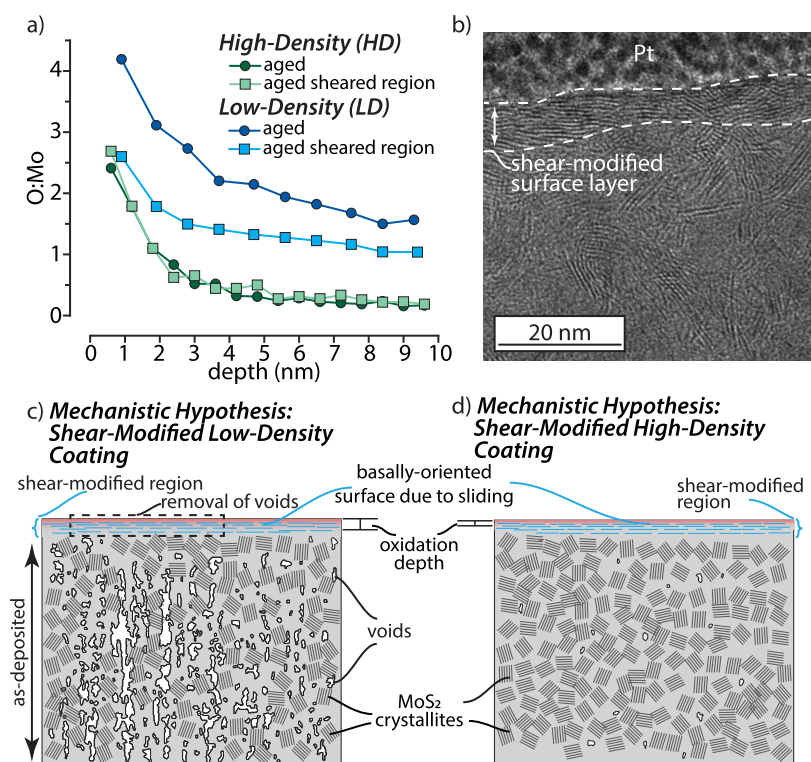 a)
High-Density (HD)
aged
aged sheared region
Low-Density (LD)
aged
aged sheared region
O:Mo
4
3
2
1
0
0 1 2 3 4 5 6 7 8 9 10
depth (nm)
b)
Pt
shear-modified
surface layer
20 nm
c) Mechanistic Hypothesis:
Shear-Modified Low-Density
Coating
d) Mechanistic Hypothesis:
Shear-Modified High-Density
Coating
shear-modified region
removal of voids
basally-oriented
surface due to sliding
shear-modified
region
oxidation
depth
as-deposited
voids
MoS₂
crystallites